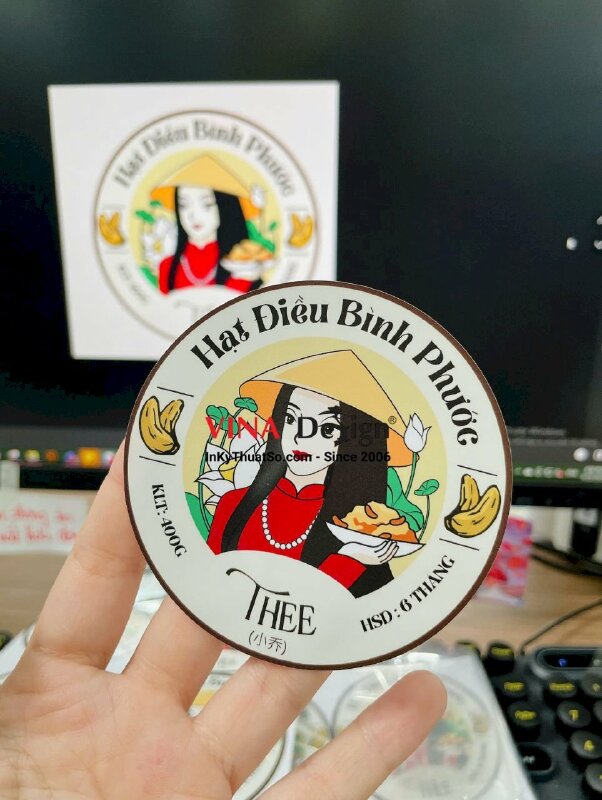 Hạt Điều Bình Phước
Hạt Điều Bình Phước
VINA Design®
InKyThuatSo.com - Since 2006
KLT: 400G
HSD: 6 THANG
THEE
(小乔)